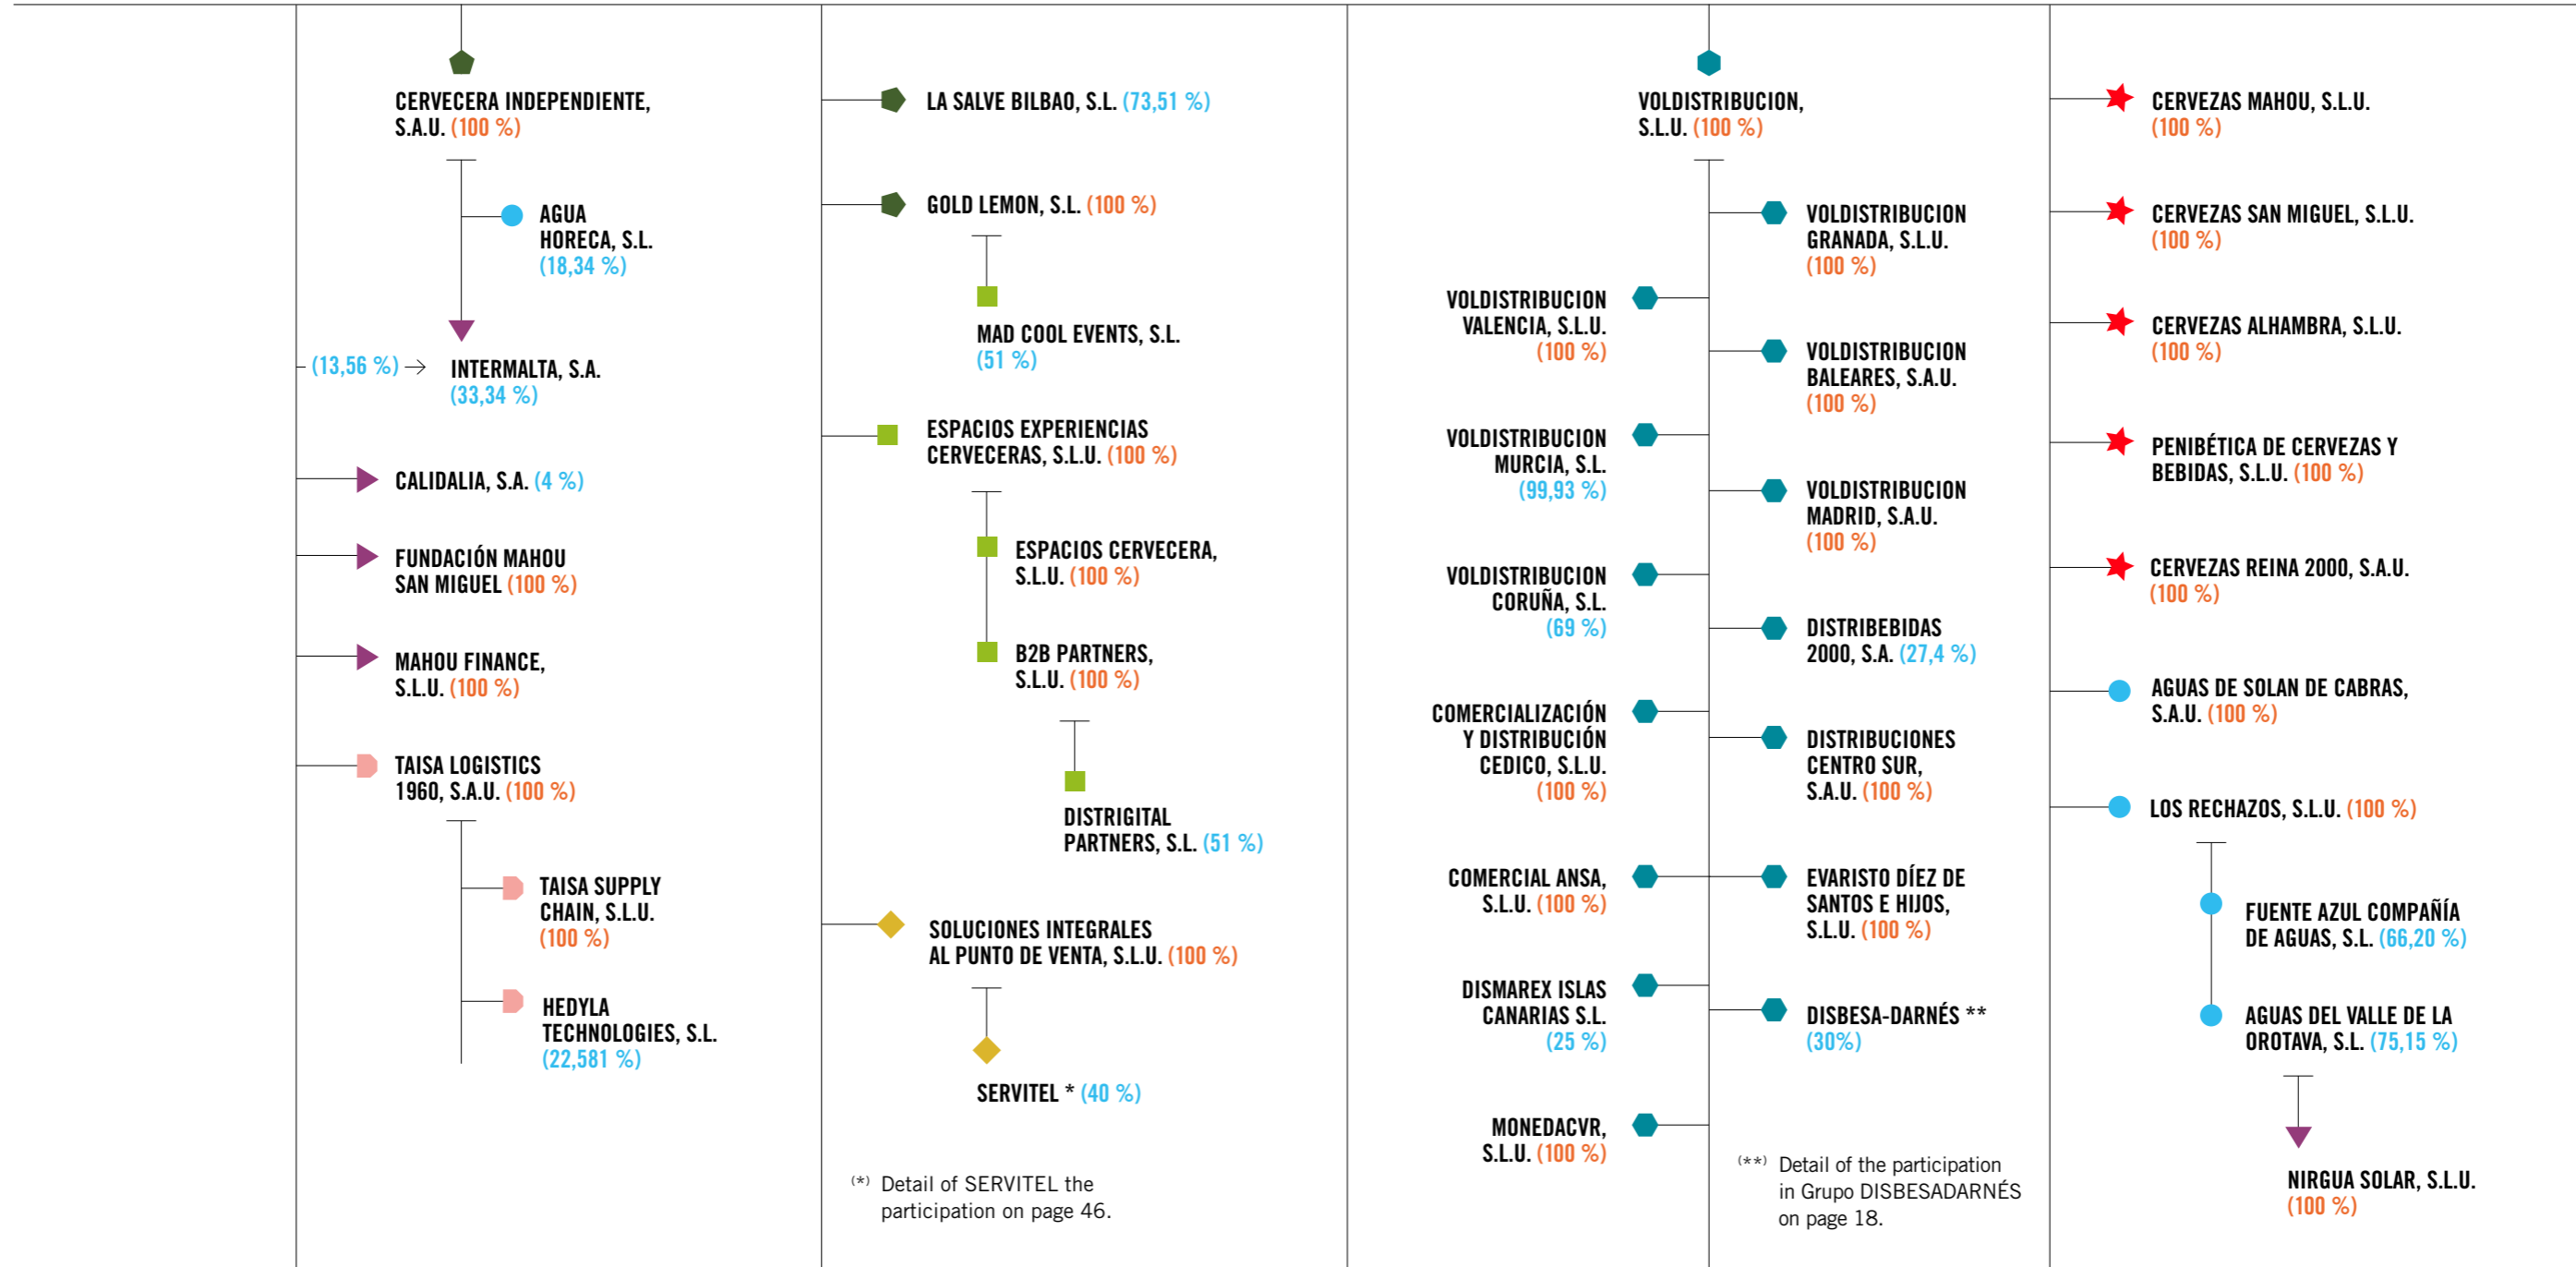 CERVECERA INDEPENDIENTE,
S.A.U. (100 %)
AGUA
HORECA, S.L.
(18,34 %)
(13,56 %)
INTERMALTA, S.A.
(33,34 %)
CALIDALIA, S.A. (4 %)
FUNDACIÓN MAHOU
SAN MIGUEL (100 %)
MAHOU FINANCE,
S.L.U. (100 %)
TAISA LOGISTICS
1960, S.A.U. (100 %)
TAISA SUPPLY
CHAIN, S.L.U.
(100 %)
HEDYLA
TECHNOLOGIES, S.L.
(22,581 %)
LA SALVE BILBAO, S.L. (73,51 %)
GOLD LEMON, S.L. (100 %)
MAD COOL EVENTS, S.L.
(51 %)
ESPACIOS EXPERIENCIAS
CERVECERAS, S.L.U. (100 %)
ESPACIOS CERVECERA,
S.L.U. (100 %)
B2B PARTNERS,
S.L.U. (100 %)
DISTRIGITAL
PARTNERS, S.L. (51 %)
SOLUCIONES INTEGRALES
AL PUNTO DE VENTA, S.L.U. (100 %)
SERVITEL * (40 %)
(*) Detail of SERVITEL the
participation on page 46.
VOLDISTRIBUCION,
S.L.U. (100 %)
VOLDISTRIBUCION
GRANADA, S.L.U.
(100 %)
VOLDISTRIBUCION
VALENCIA, S.L.U.
(100 %)
VOLDISTRIBUCION
BALEARES, S.A.U.
(100 %)
VOLDISTRIBUCION
MURCIA, S.L.
(99,93 %)
VOLDISTRIBUCION
MADRID, S.A.U.
(100 %)
VOLDISTRIBUCION
CORUÑA, S.L.
(69 %)
DISTRIBEBIDAS
2000, S.A. (27,4 %)
COMERCIALIZACIÓN
Y DISTRIBUCIÓN
CEDICO, S.L.U.
(100 %)
DISTRIBUCIONES
CENTRO SUR,
S.A.U. (100 %)
COMERCIAL ANSA,
S.L.U. (100 %)
EVARISTO DÍEZ DE
SANTOS E HIJOS,
S.L.U. (100 %)
DISMAREX ISLAS
CANARIAS S.L.
(25 %)
DISBESA-DARNÉS **
(30%)
MONEDACVR,
S.L.U. (100 %)
(**) Detail of the participation
in Grupo DISBESADARNÉS
on page 18.
CERVEZAS MAHOU, S.L.U.
(100 %)
CERVEZAS SAN MIGUEL, S.L.U.
(100 %)
CERVEZAS ALHAMBRA, S.L.U.
(100 %)
PENIBÉTICA DE CERVEZAS Y
BEBIDAS, S.L.U. (100 %)
CERVEZAS REINA 2000, S.A.U.
(100 %)
AGUAS DE SOLAN DE CABRAS,
S.A.U. (100 %)
LOS RECHAZOS, S.L.U. (100 %)
FUENTE AZUL COMPAÑÍA
DE AGUAS, S.L. (66,20 %)
AGUAS DEL VALLE DE LA
OROTAVA, S.L. (75,15 %)
NIRGUA SOLAR, S.L.U.
(100 %)